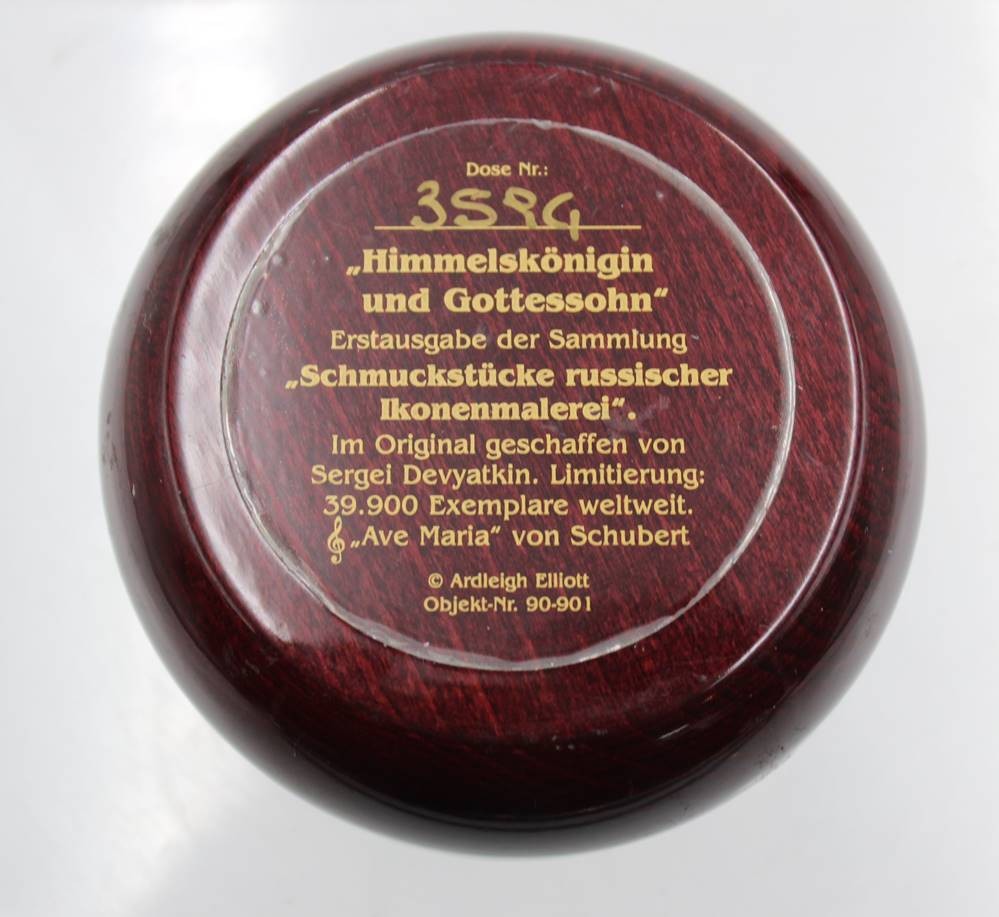 Dose Nr.:
„Himmelskönigin
und Gottessohn“
Erstausgabe der Sammlung
„Schmuckstücke russischer
Ikonenmalerei“.
Im Original geschaffen von
Sergei Devyatkin. Limitierung:
39.900 Exemplare weltweit.
„Ave Maria“ von Schubert
© Ardleigh Elliott
Objekt-Nr. 90-901